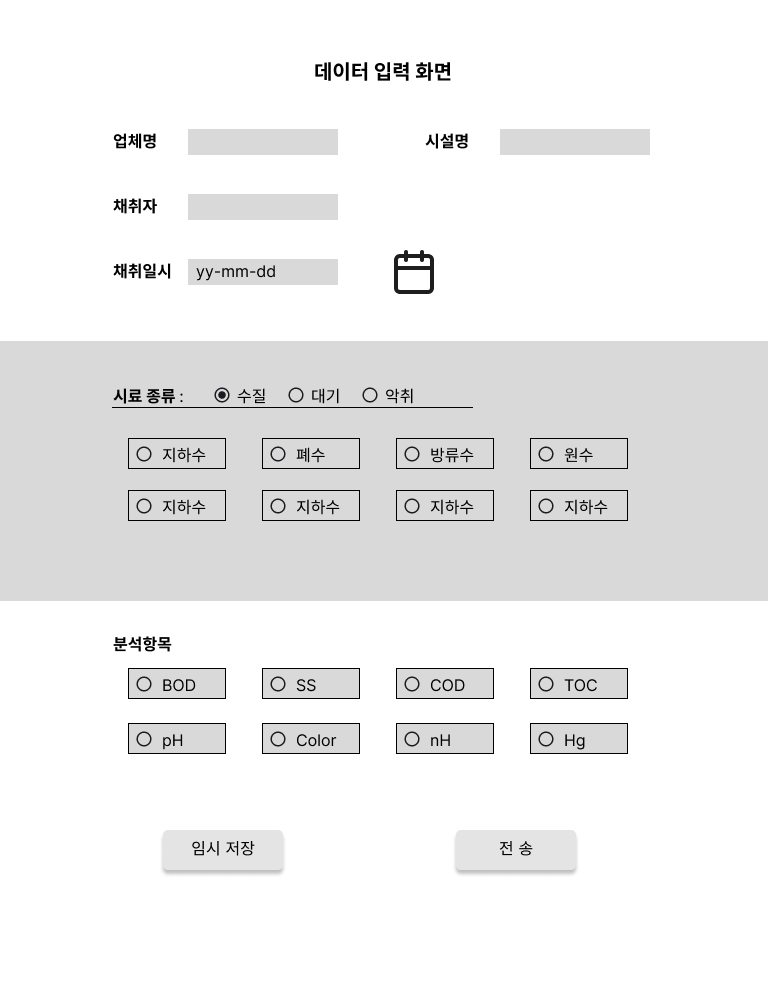 데이터 입력 화면
업체명 시설명
채취자
채취일시 yy-mm-dd
시료 종류 : 수질 대기 악취
지하수 폐수 방류수 원수
지하수 지하수 지하수 지하수
분석항목
BOD SS COD TOC
pH Color nH Hg
임시 저장 전 송